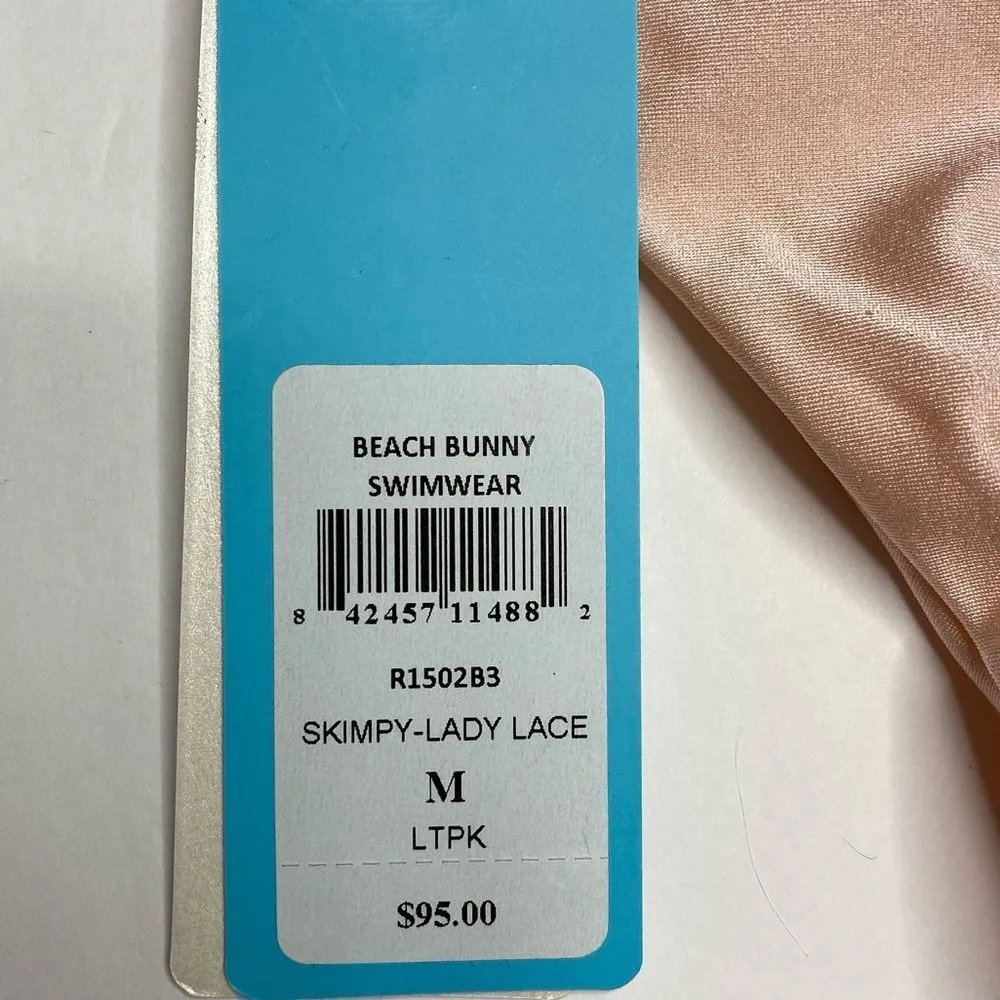 BEACH BUNNY
SWIMWEAR
8 42457 11488 2
R1502B3
SKIMPY-LADY LACE
M
LTPK
$95.00